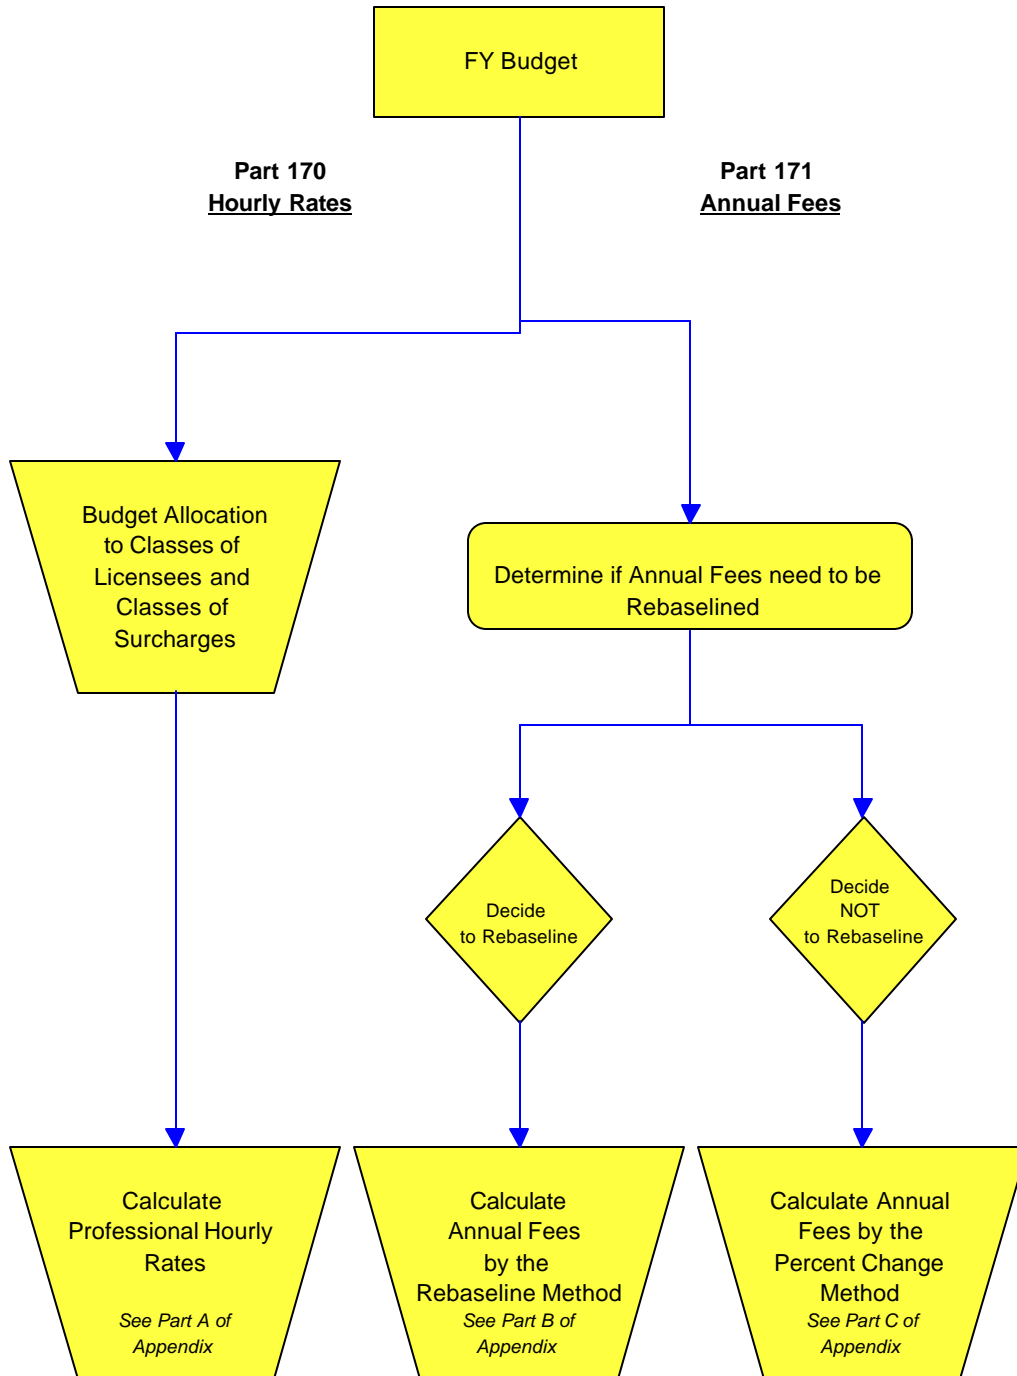 FY Budget
Part 170
Hourly Rates
Part 171
Annual Fees
Budget Allocation
to Classes of
Licensees and
Classes of
Surcharges
Determine if Annual Fees need to be
Rebaselined
Decide
to Rebaseline
Decide
NOT
to Rebaseline
Calculate
Professional Hourly
Rates
See Part A of
Appendix
Calculate
Annual Fees
by the
Rebaseline Method
See Part B of
Appendix
Calculate Annual
Fees by the
Percent Change
Method
See Part C of
Appendix